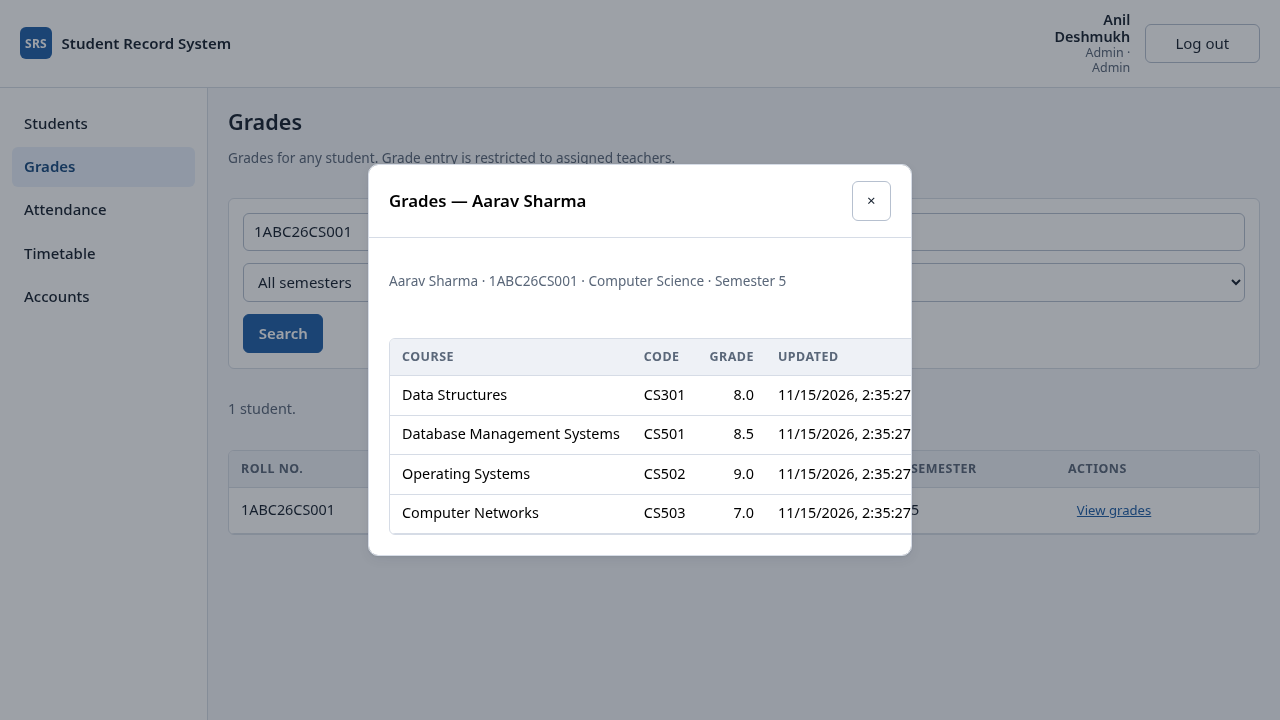 SRS Student Record System
Anil
Deshmukh
Admin ·
Admin
Log out
Students
Grades
Attendance
Timetable
Accounts
Grades
Grades for any student. Grade entry is restricted to assigned teachers.
1ABC26CS001
All semesters
Search
1 student.
ROLL NO. SEMESTER ACTIONS
1ABC26CS001 5 View grades
Grades — Aarav Sharma ×
Aarav Sharma · 1ABC26CS001 · Computer Science · Semester 5
COURSE CODE GRADE UPDATED
Data Structures CS301 8.0 11/15/2026, 2:35:27
Database Management Systems CS501 8.5 11/15/2026, 2:35:27
Operating Systems CS502 9.0 11/15/2026, 2:35:27
Computer Networks CS503 7.0 11/15/2026, 2:35:27